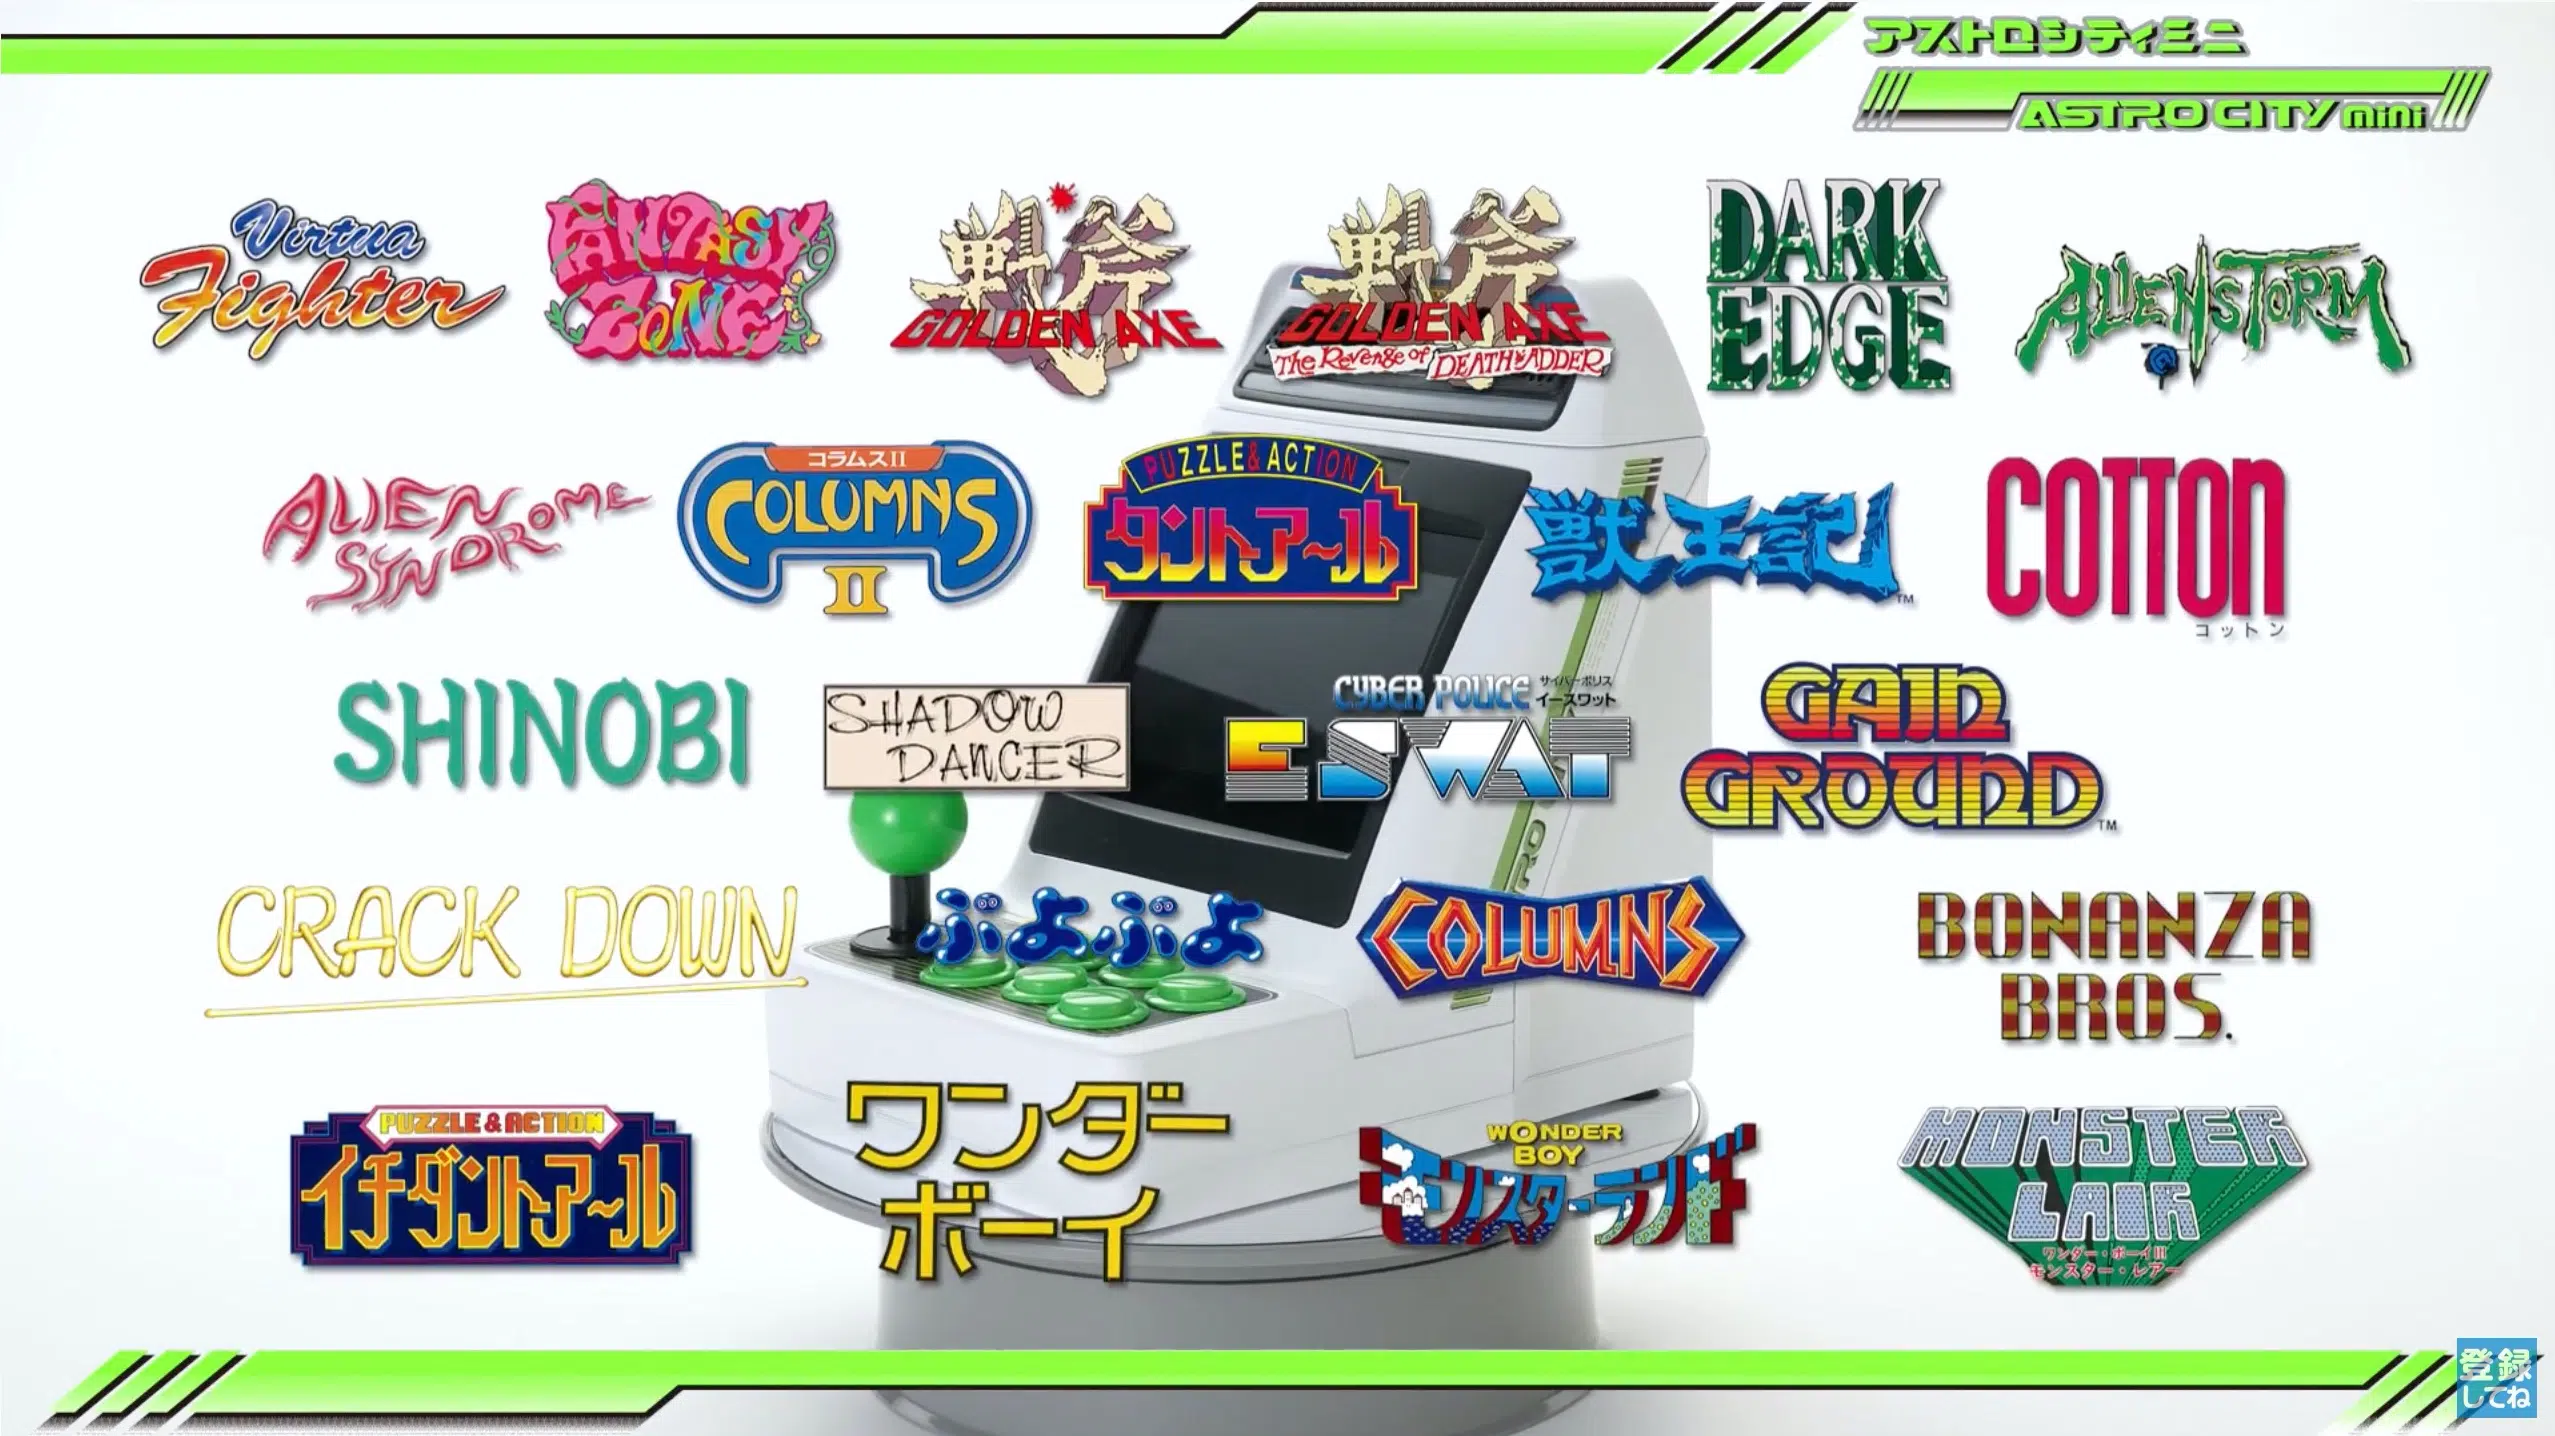 アストロシティミニ
ASTRO CITY mini
Virtua
Fighter
FANTASY
ZONE
戦斧
GOLDEN AXE
戦斧
GOLDEN AXE
The Revenge of DEATH ADDER
DARK
EDGE
ALIEN STORM
ALIEN
SYNDROME
コラムスII
COLUMNS
II
PUZZLE & ACTION
タントアール
獣王記
TM
COTTON
コットン
SHINOBI
SHADOW
DANCER
CYBER POLICE サイバーポリス
イースワット
ESWAT
GAIN
GROUND
TM
CRACK DOWN
ぷよぷよ
COLUMNS
BONANZA
BROS.
PUZZLE & ACTION
イチダントアール
ワンダー
ボーイ
WONDER
BOY
モンスターランド
MONSTER
LAIR
ワンダーボーイIII
モンスター・レアー
登録
してね